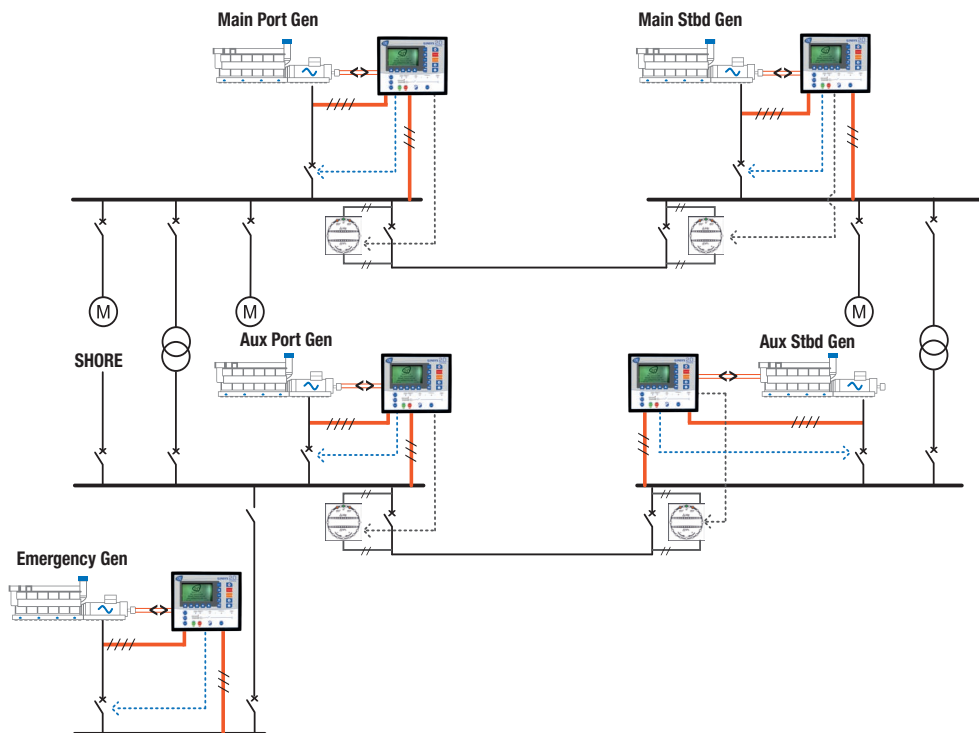 Main Port Gen
Main Stbd Gen
M
M
M
Aux Port Gen
Aux Stbd Gen
SHORE
Emergency Gen